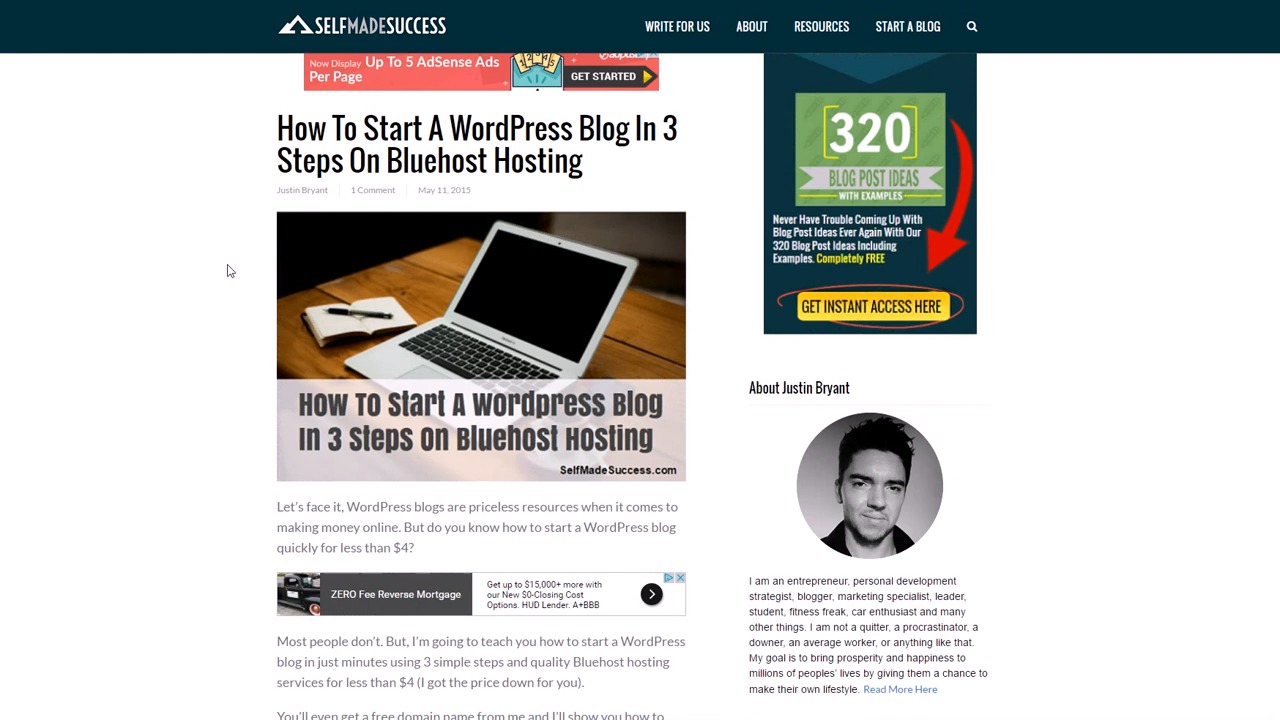 SELFMADESUCCESS
WRITE FOR US
ABOUT
RESOURCES
START A BLOG
Now Display Up To 5 AdSense Ads
Per Page
GET STARTED
How To Start A WordPress Blog In 3
Steps On Bluehost Hosting
Justin Bryant
1 Comment
May 11, 2015
How To Start A Wordpress Blog
In 3 Steps On Bluehost Hosting
SelfMadeSuccess.com
Let's face it, WordPress blogs are priceless resources when it comes to
making money online. But do you know how to start a WordPress blog
quickly for less than $4?
ZERO Fee Reverse Mortgage
Get up to $15,000+ more with
our New $0-Closing Cost
Options. HUD Lender. A+BBB
Most people don't. But, I'm going to teach you how to start a WordPress
blog in just minutes using 3 simple steps and quality Bluehost hosting
services for less than $4 (I got the price down for you).
You'll even get a free domain name from me and I'll show you how to
320
BLOG POST IDEAS
WITH EXAMPLES
Never Have Trouble Coming Up With
Blog Post Ideas Ever Again With Our
320 Blog Post Ideas Including
Examples. Completely FREE
GET INSTANT ACCESS HERE
About Justin Bryant
I am an entrepreneur, personal development
strategist, blogger, marketing specialist, leader,
student, fitness freak, car enthusiast and many
other things. I am not a quitter, a procrastinator, a
downer, an average worker, or anything like that.
My goal is to bring prosperity and happiness to
millions of peoples' lives by giving them a chance to
make their own lifestyle. Read More Here